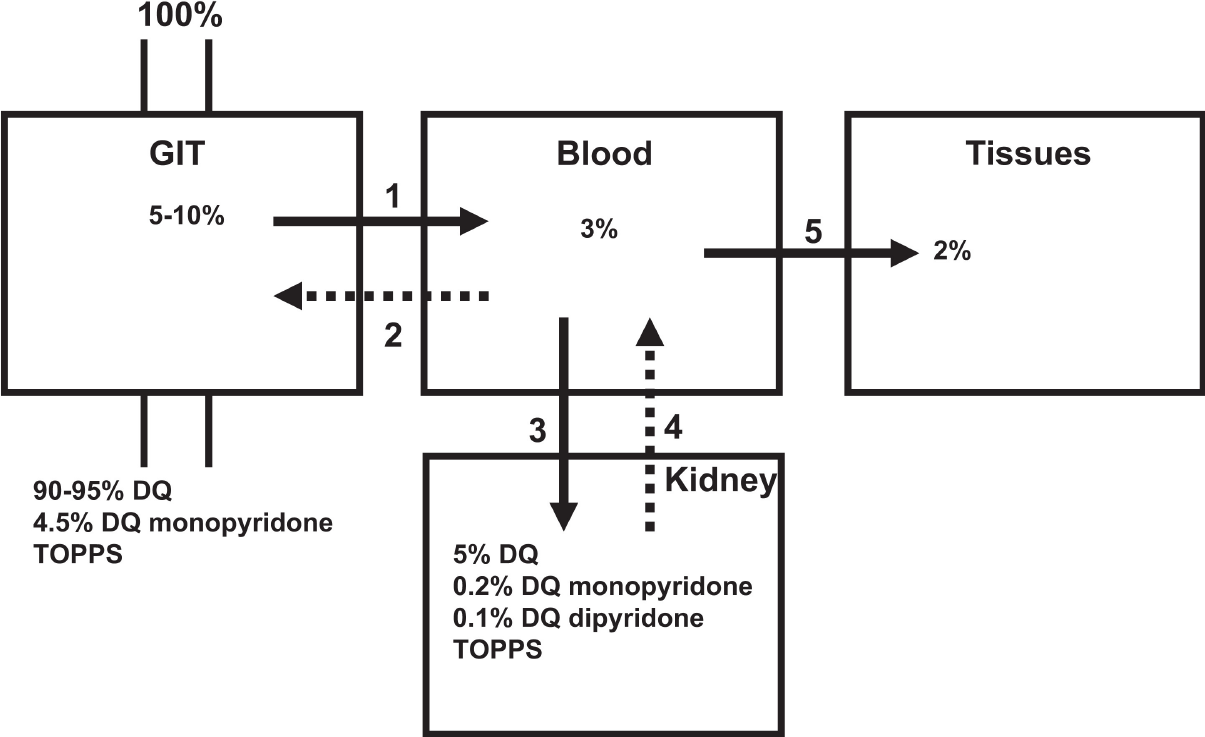 100%
GIT
5-10%
1
2
Blood
3%
5
Tissues
2%
3
4
Kidney
90-95% DQ
4.5% DQ monopyridone
TOPPS
5% DQ
0.2% DQ monopyridone
0.1% DQ dipyridone
TOPPS